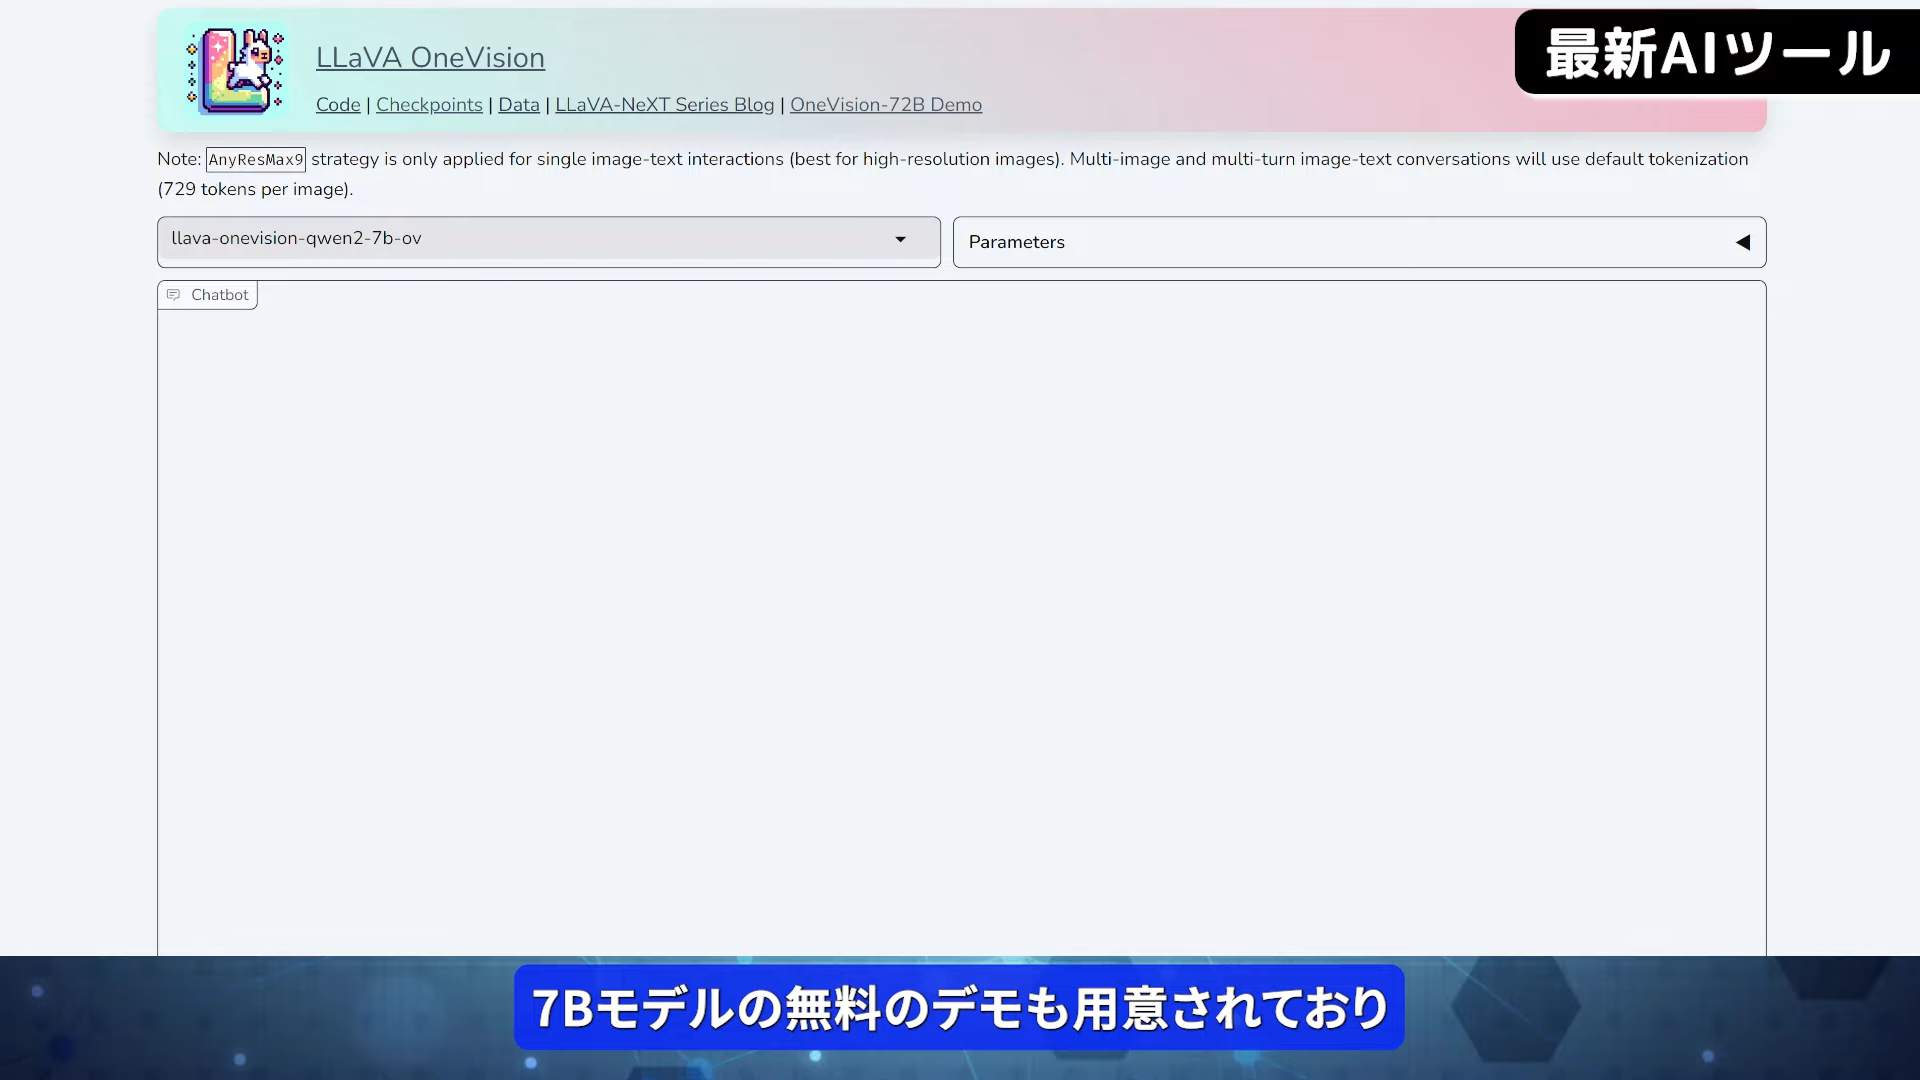 最新AIツール
LLaVA OneVision
Code | Checkpoints | Data | LLaVA-NeXT Series Blog | OneVision-72B Demo
Note: AnyResMax9 strategy is only applied for single image-text interactions (best for high-resolution images). Multi-image and multi-turn image-text conversations will use default tokenization
(729 tokens per image).
llava-onevision-qwen2-7b-ov
Parameters
Chatbot
7Bモデルの無料のデモも用意されており